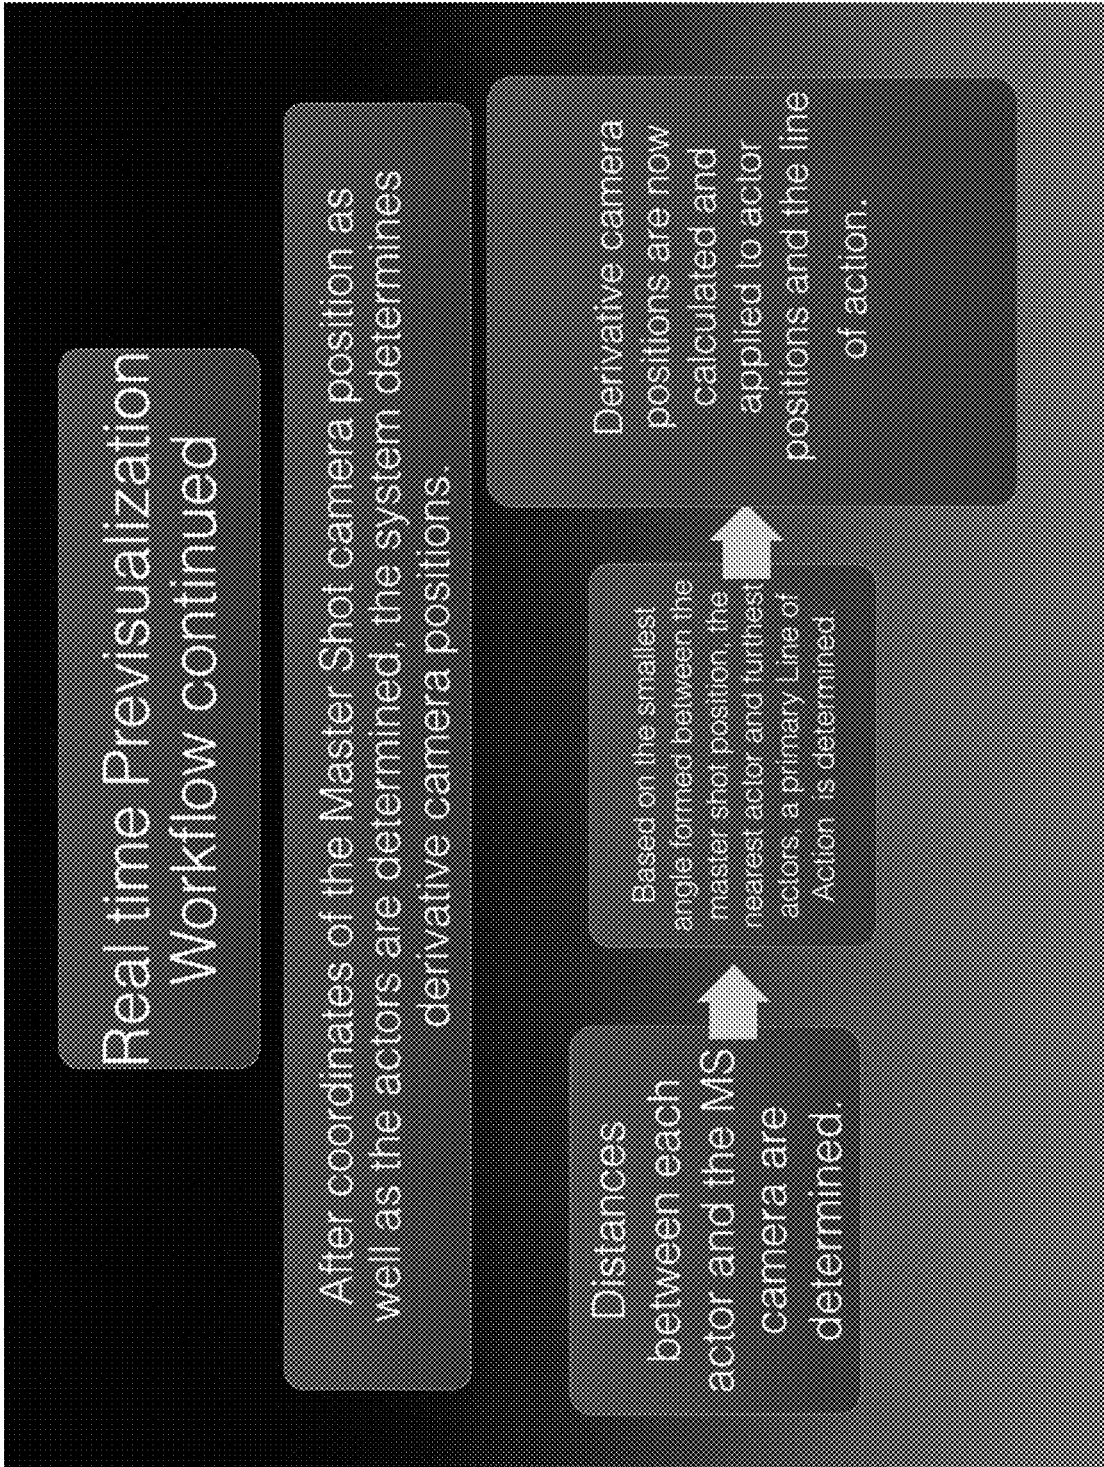 Real time Previsualization
Workflow continued
After coordinates of the Master Shot camera position as
well as the actors are determined, the system determines
derivative camera positions.
Distances
between each
actor and the MS
camera are
determined.
Based on the smallest
angle formed between the
master shot position, the
nearest actor and furthest
actors, a primary Line of
Action is determined
Derivative camera
positions are now
calculated and
applied to actor
positions and the line
of action.